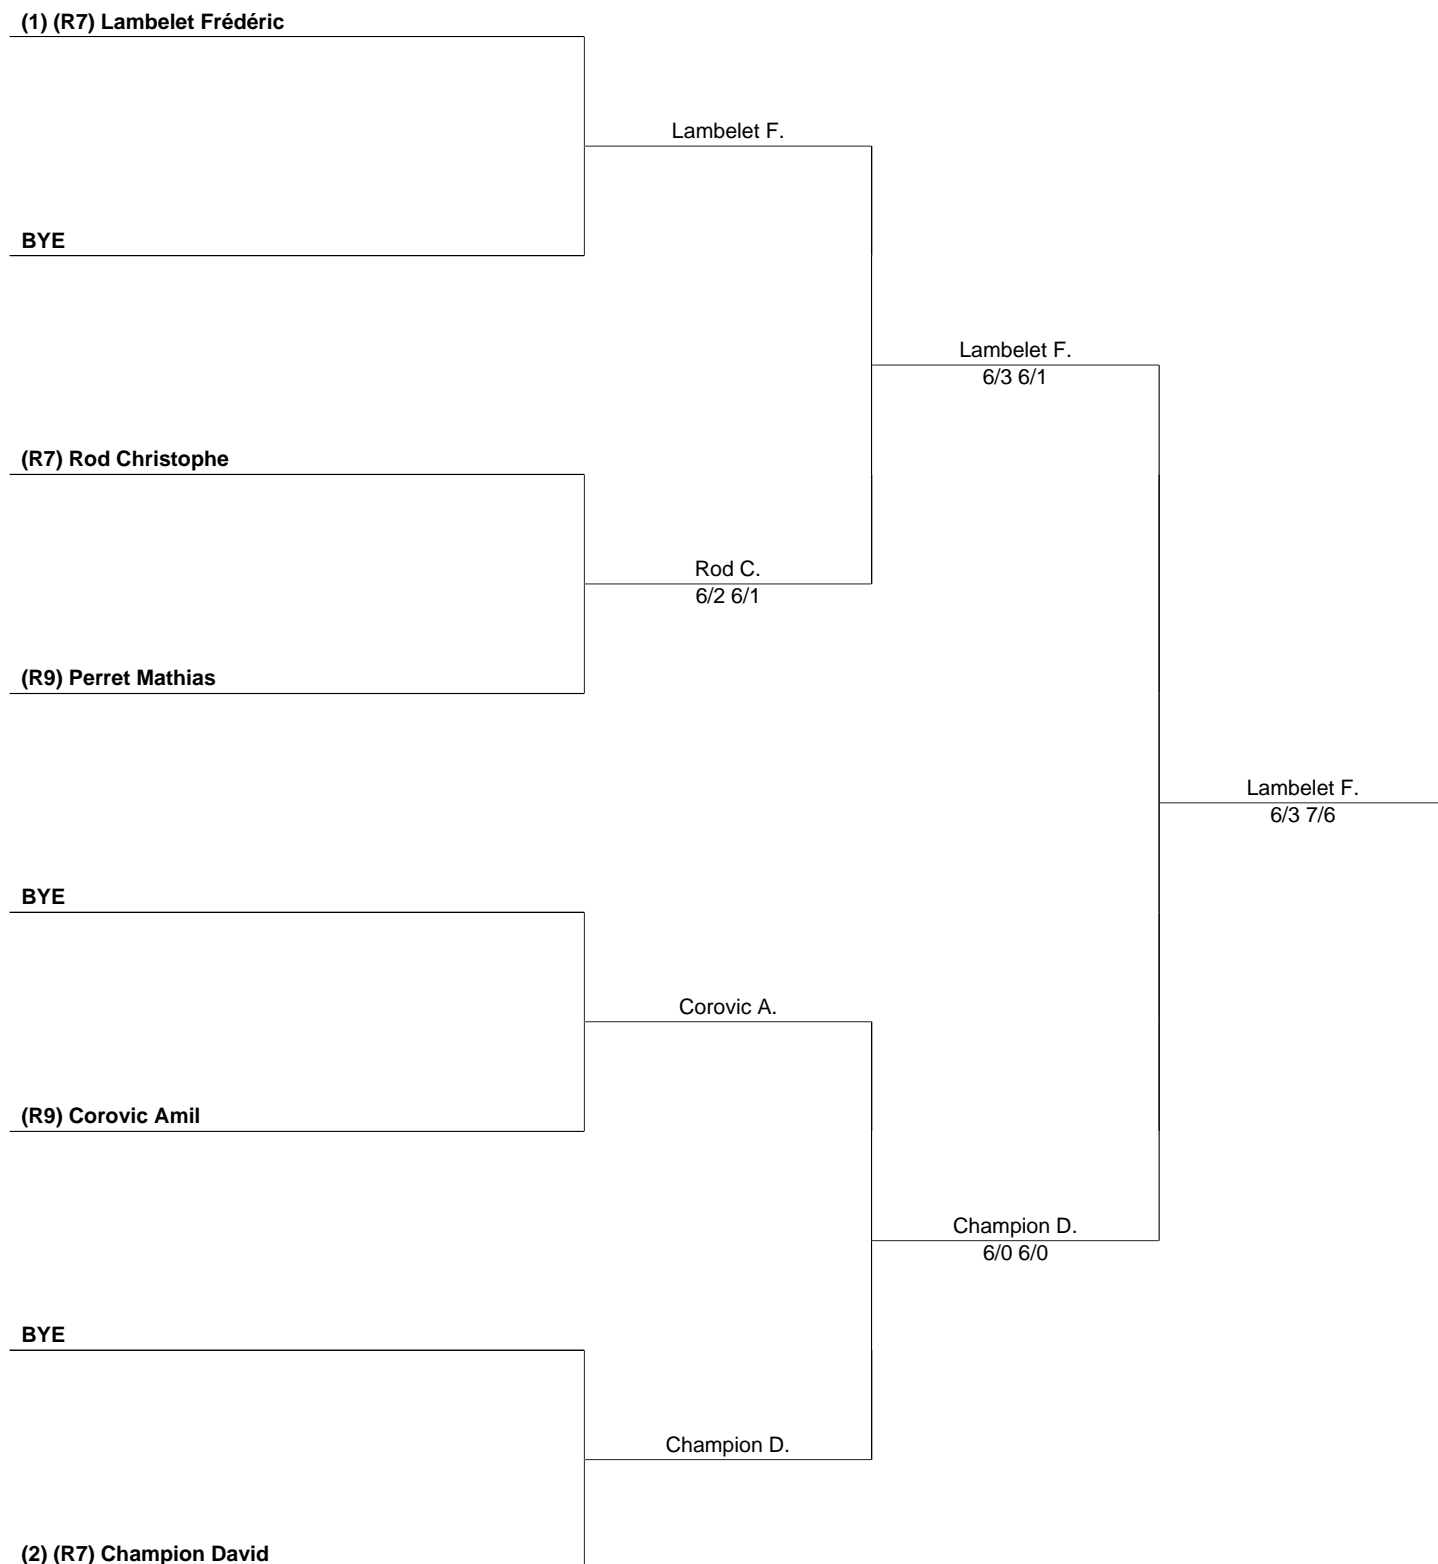 (1) (R7) Lambelet Frédéric
Lambelet F.
BYE
Lambelet F.
6/3 6/1
(R7) Rod Christophe
Rod C.
6/2 6/1
(R9) Perret Mathias
Lambelet F.
6/3 7/6
BYE
Corovic A.
(R9) Corovic Amil
Champion D.
6/0 6/0
BYE
Champion D.
(2) (R7) Champion David